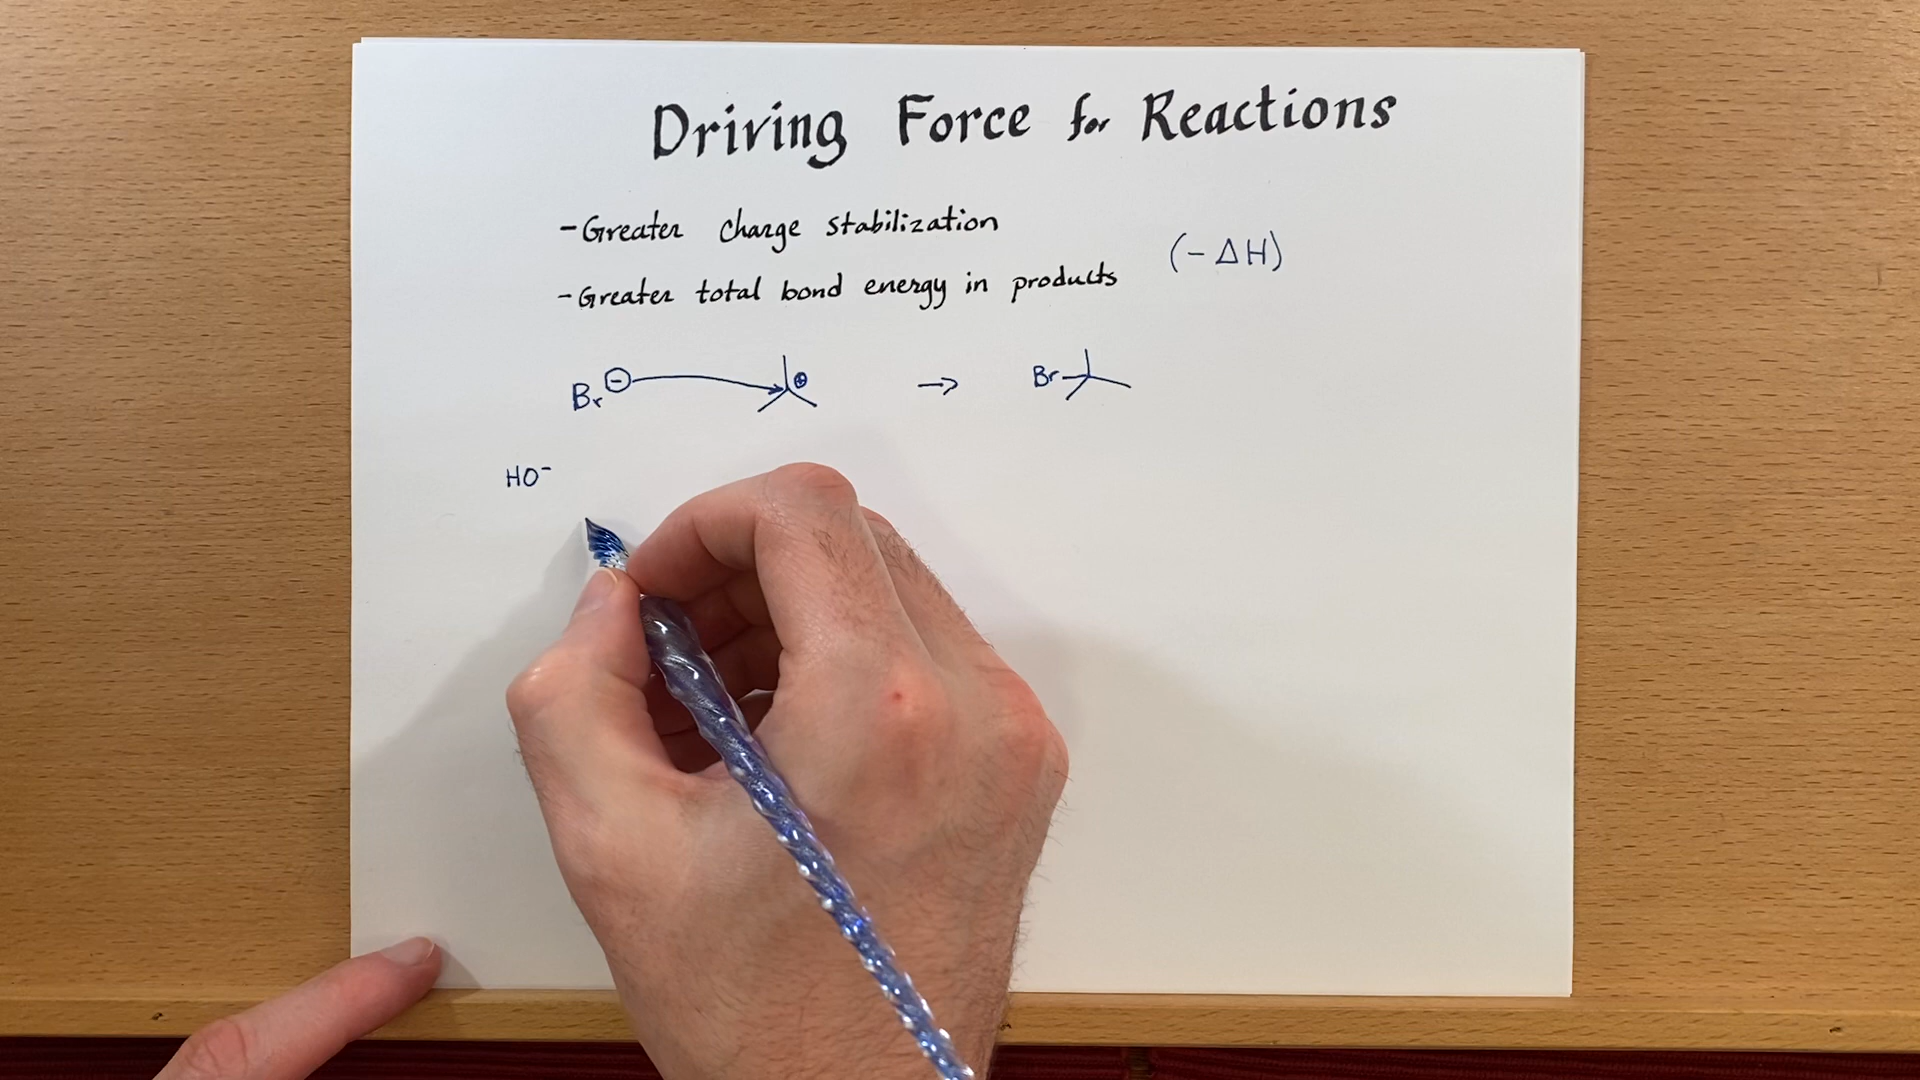 Driving Force for Reactions
-Greater charge stabilization
(-ΔH)
-Greater total bond energy in products
Br⊖ ⊕ → Br
HO⁻